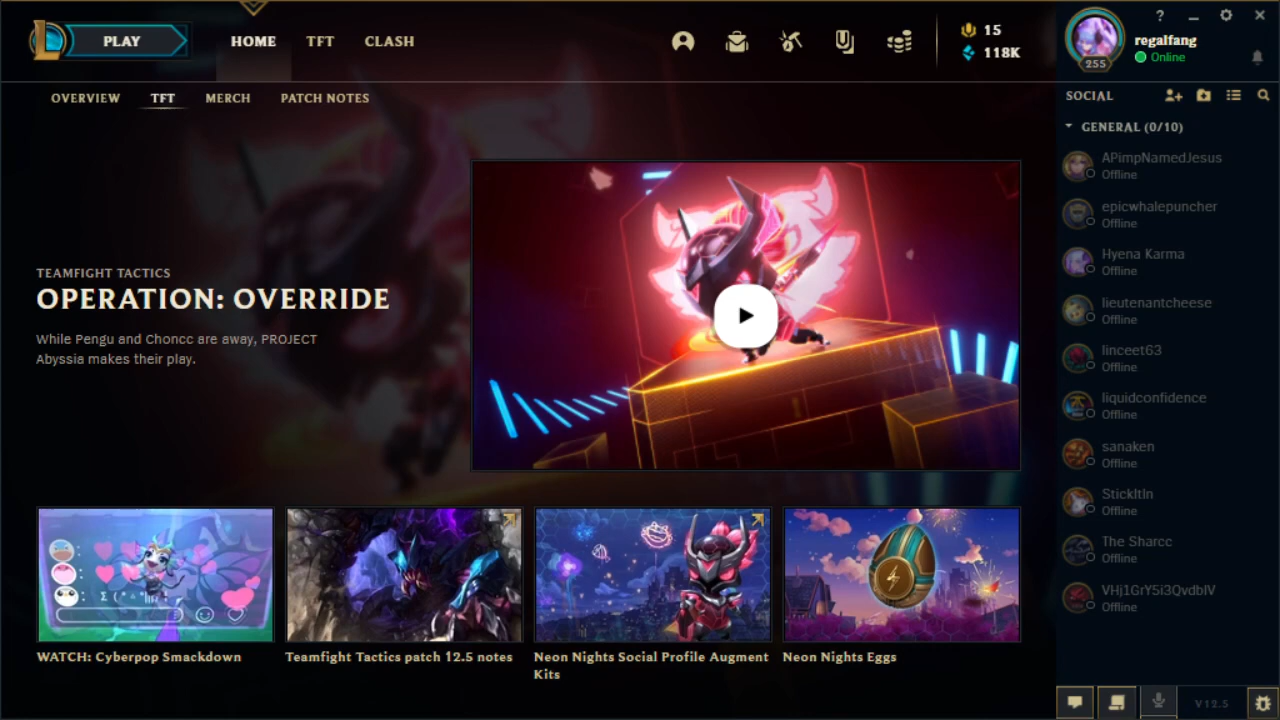 PLAY
HOME
TFT
CLASH
15
118K
?
255
regalfang
Online
OVERVIEW
TFT
MERCH
PATCH NOTES
SOCIAL
GENERAL (0/10)
APimpNamedJesus
Offline
epicwhalepuncher
Offline
Hyena Karma
Offline
lieutenantcheese
Offline
linceet63
Offline
liquidconfidence
Offline
sanaken
Offline
Offline
The Sharcc
Offline
Offline
TEAMFIGHT TACTICS
OPERATION: OVERRIDE
While Pengu and Choncc are away, PROJECT
Abyssia makes their play.
WATCH: Cyberpop Smackdown
Teamfight Tactics patch 12.5 notes
Neon Nights Social Profile Augment
Kits
Neon Nights Eggs
V12.5